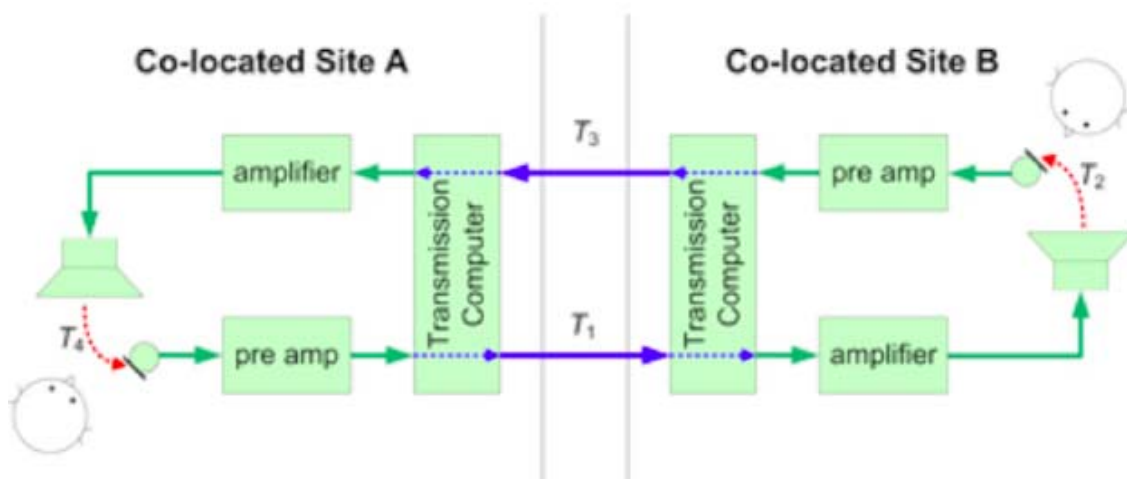 Co-located Site A
Co-located Site B
T3
amplifier
Transmission
Computer
Transmission
Computer
pre amp
T2
T4
pre amp
T1
amplifier